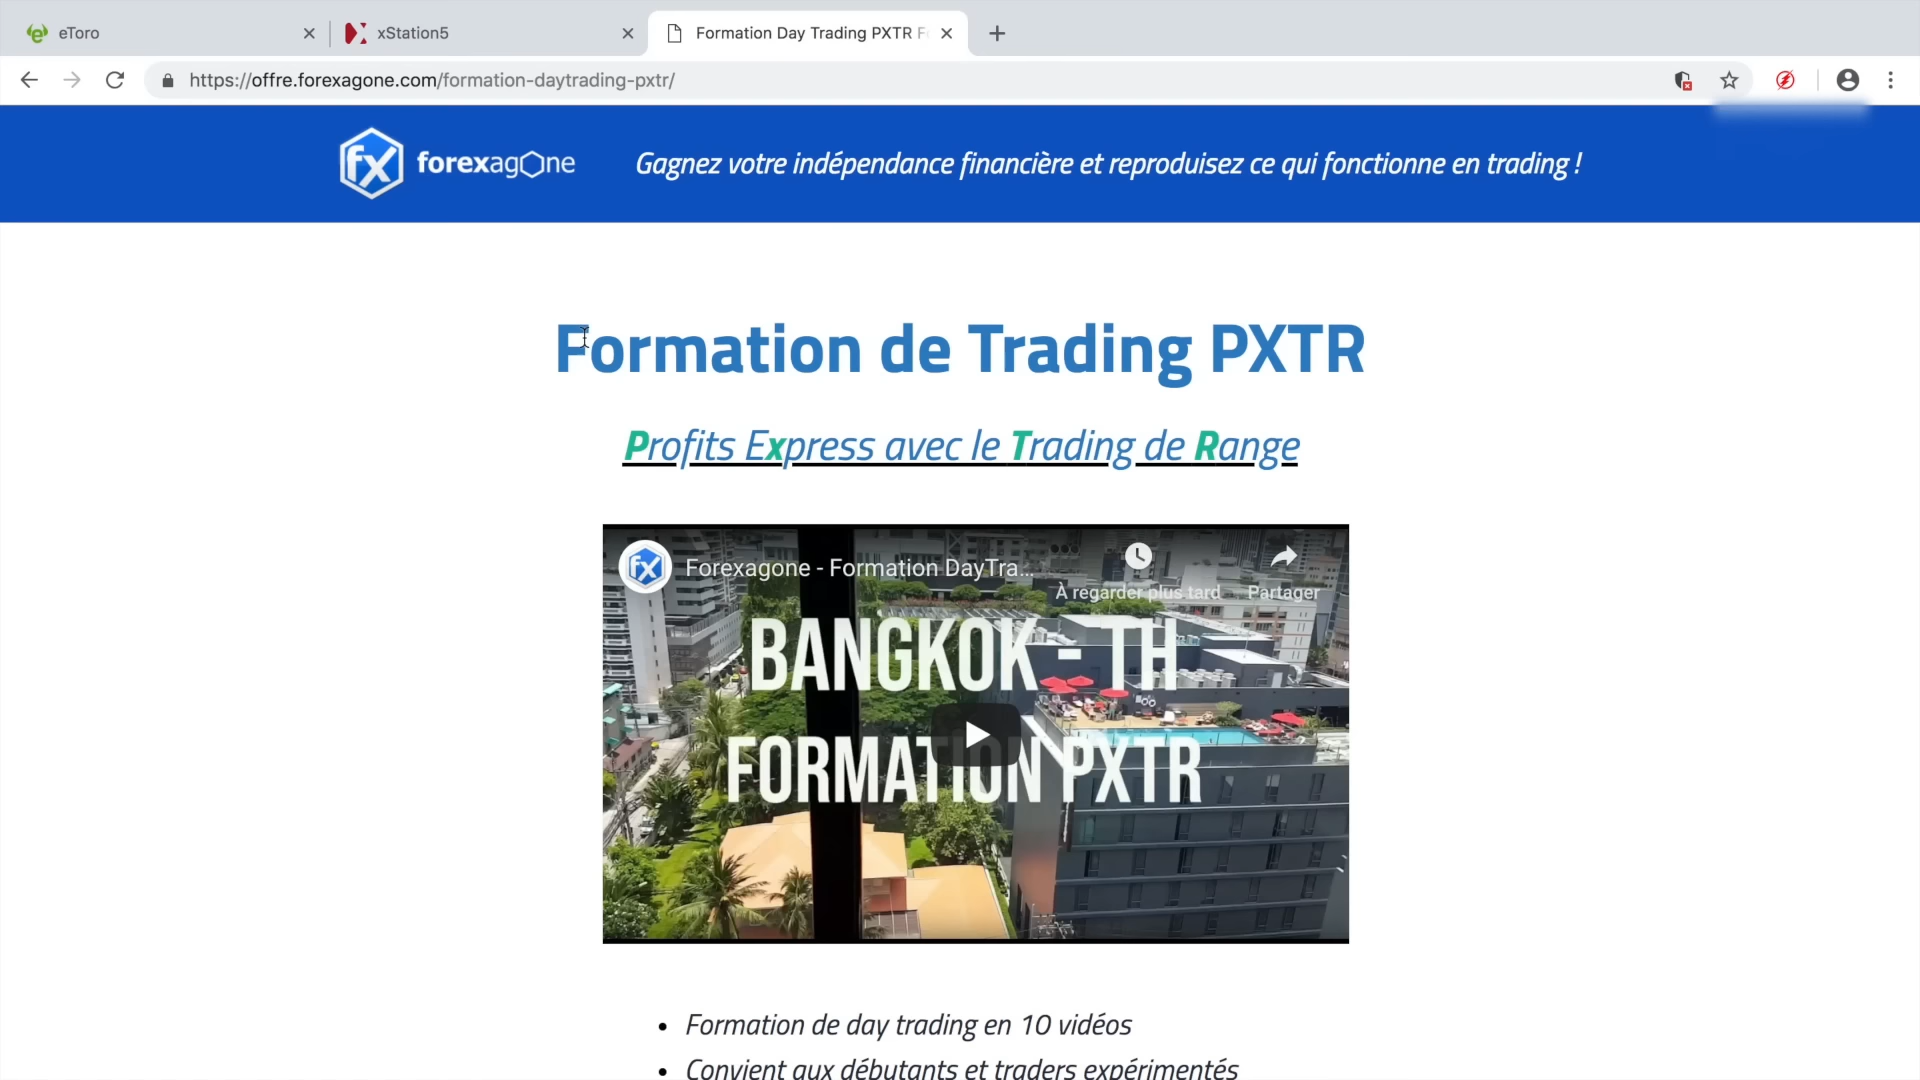 eToro
xStation5
Formation Day Trading PXTR F
https://offre.forexagone.com/formation-daytrading-pxtr/
fx forexagone
Gagnez votre indépendance financière et reproduisez ce qui fonctionne en trading !
Formation de Trading PXTR
Profits Express avec le Trading de Range
fx Forexagone - Formation DayTra...
À regarder plus tard
Partager
BANGKOK - TH
FORMATION PXTR
• Formation de day trading en 10 vidéos
• Convient aux débutants et traders expérimentés